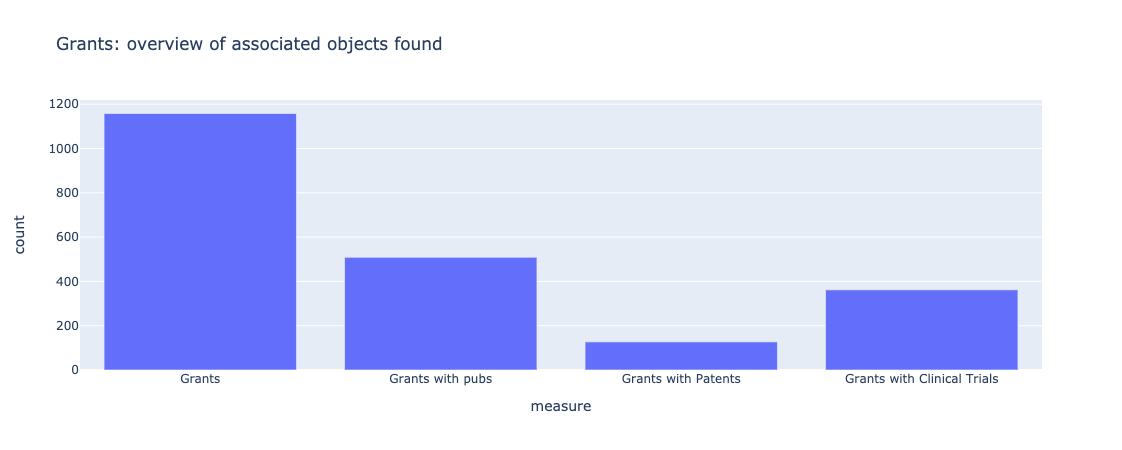 Grants: overview of associated objects found
1200
1000
800
600
400
200
0
count
Grants
Grants with pubs
Grants with Patents
Grants with Clinical Trials
measure